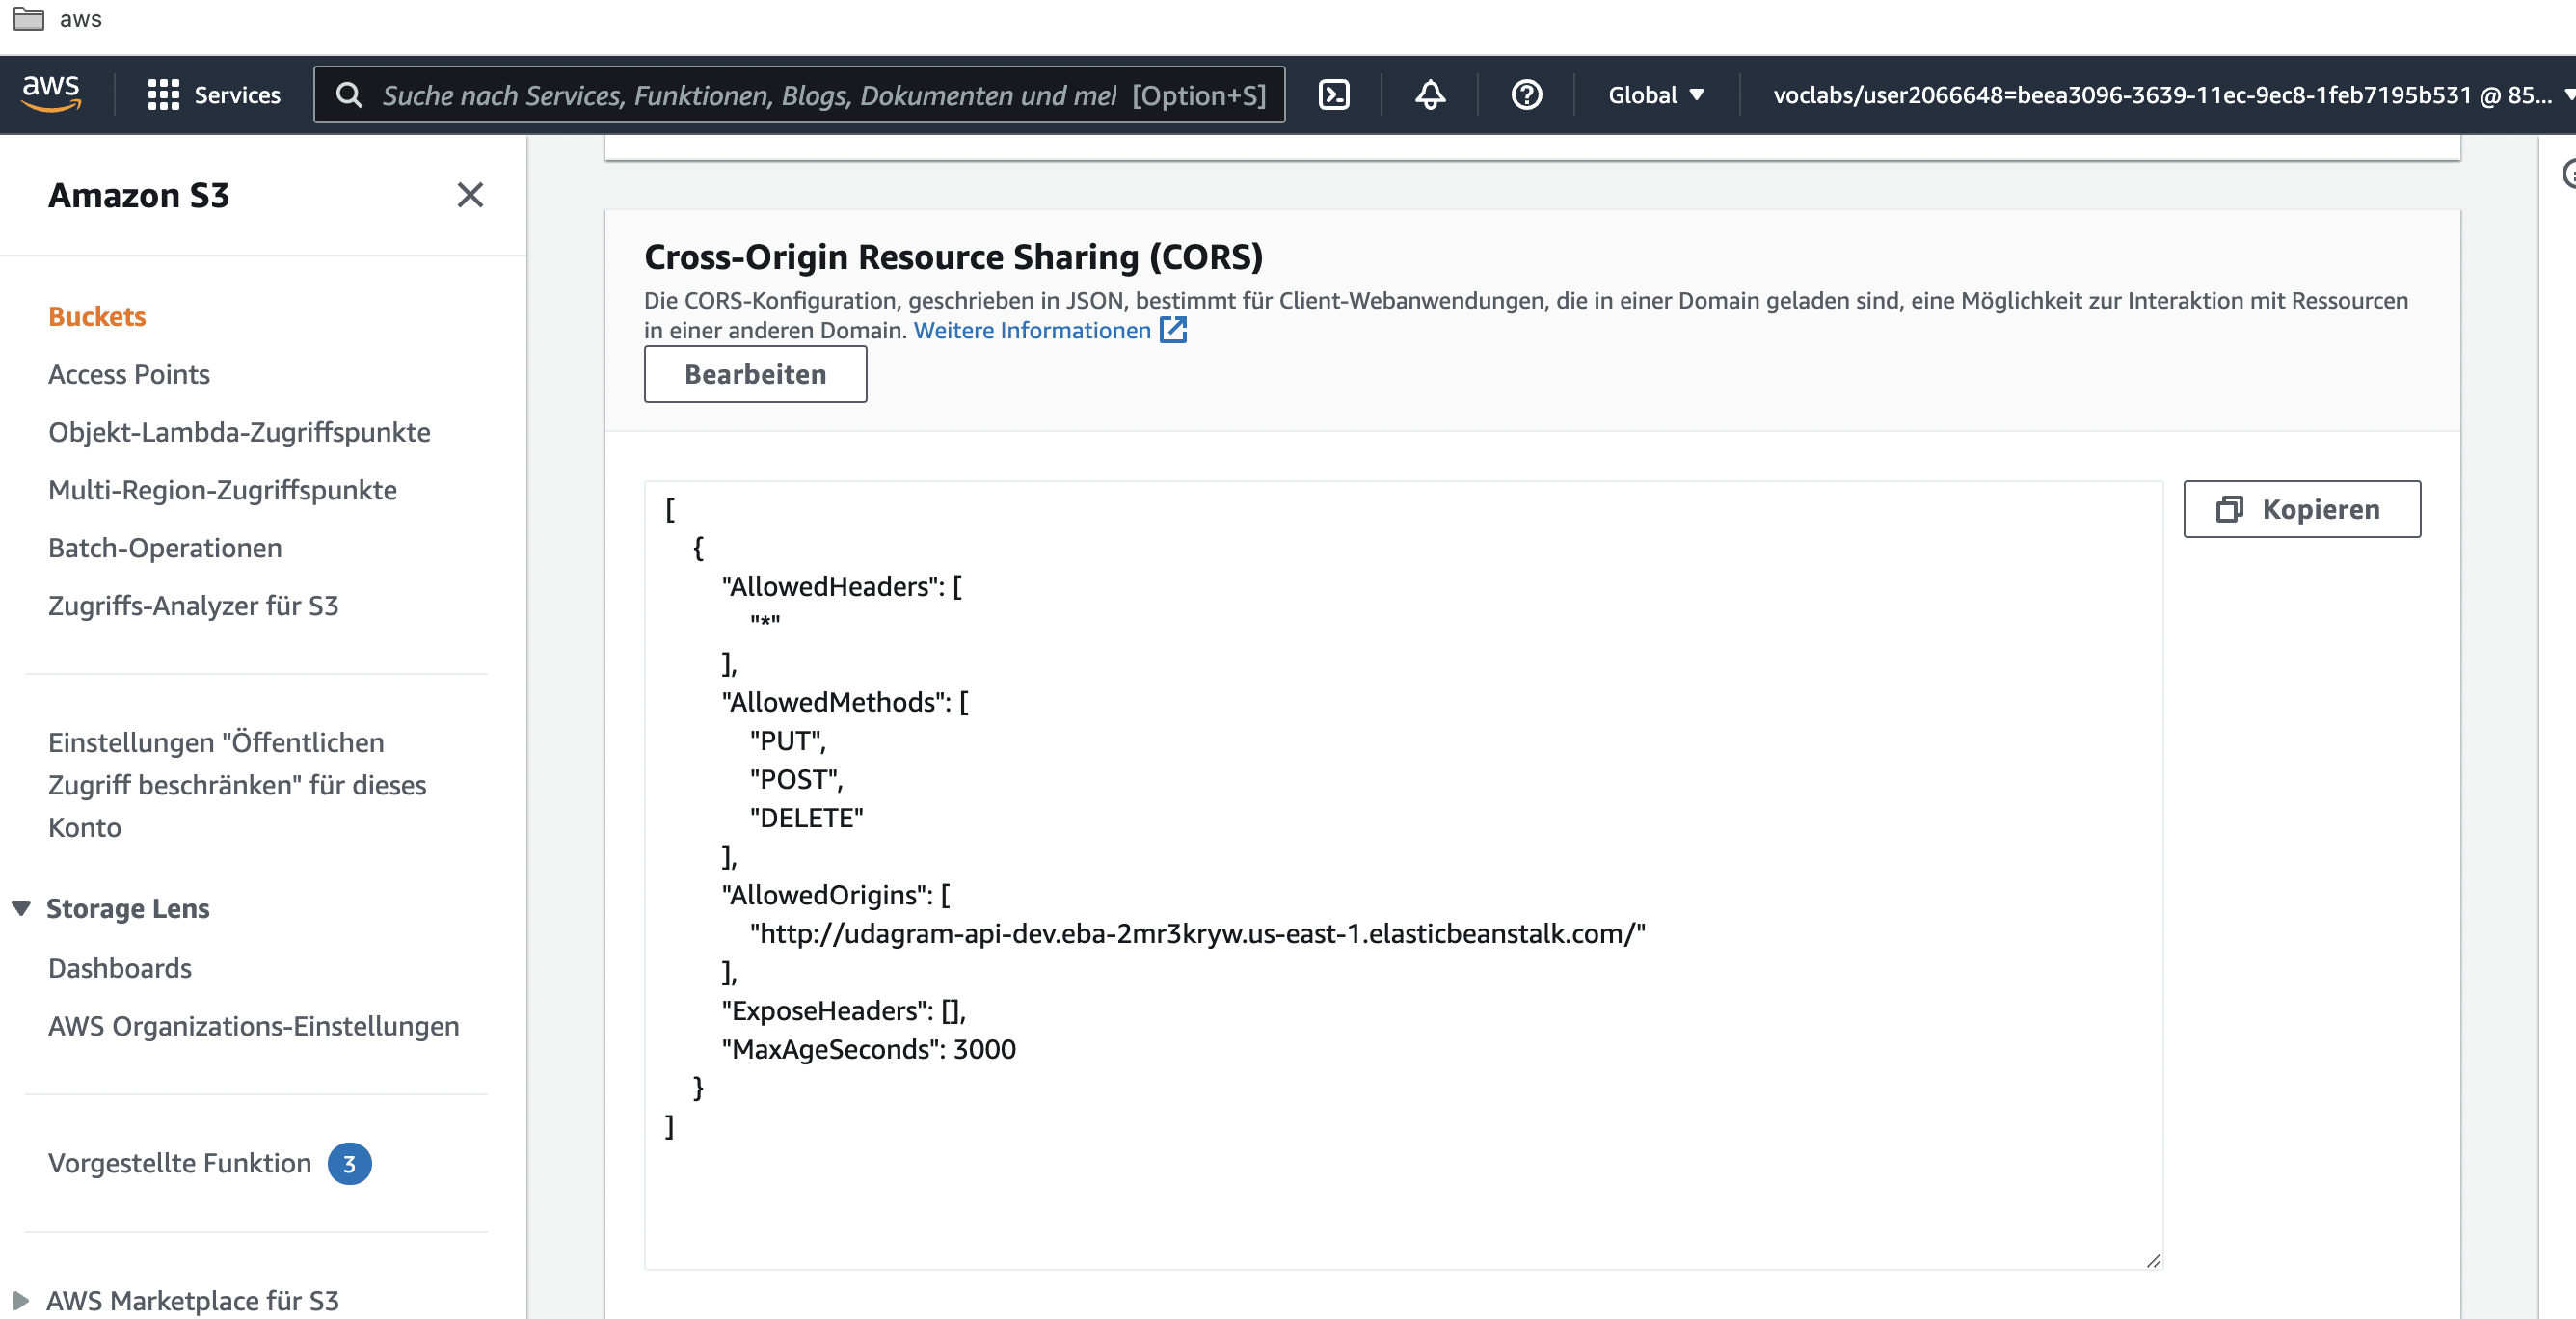 aws
aws
Services
Suche nach Services, Funktionen, Blogs, Dokumenten und mel [Option+S]
Global
voclabs/user2066648=beea3096-3639-11ec-9ec8-1feb7195b531 @ 85...
Amazon S3
Buckets
Access Points
Objekt-Lambda-Zugriffspunkte
Multi-Region-Zugriffspunkte
Batch-Operationen
Zugriffs-Analyzer für S3
Einstellungen "Öffentlichen
Zugriff beschränken" für dieses
Konto
Storage Lens
Dashboards
AWS Organizations-Einstellungen
Vorgestellte Funktion 3
AWS Marketplace für S3
Cross-Origin Resource Sharing (CORS)
Die CORS-Konfiguration, geschrieben in JSON, bestimmt für Client-Webanwendungen, die in einer Domain geladen sind, eine Möglichkeit zur Interaktion mit Ressourcen
in einer anderen Domain. Weitere Informationen
Bearbeiten
Kopieren
[
{
"AllowedHeaders": [
"*"
],
"AllowedMethods": [
"PUT",
"POST",
"DELETE"
],
"AllowedOrigins": [
"http://udagram-api-dev.eba-2mr3kryw.us-east-1.elasticbeanstalk.com/"
],
"ExposeHeaders": [],
"MaxAgeSeconds": 3000
}
]